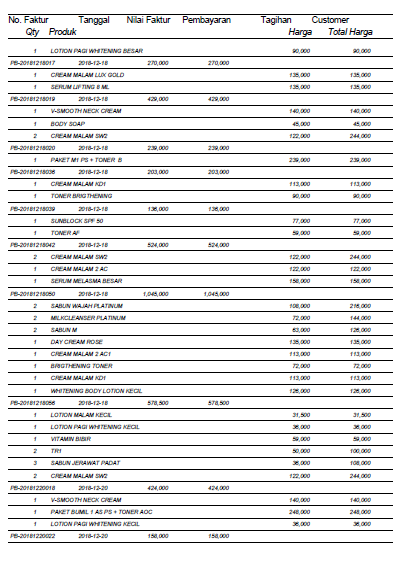 No. Faktur Tanggal Nilai Faktur Pembayaran Tagihan Customer
Qty Produk Harga Total Harga
1 LOTION PAGI WHITENING BESAR 90,000 90,000
PB-20181218017 2018-12-18 270,000 270,000
1 CREAM MALAM LUX GOLD 135,000 135,000
1 SERUM LIFTING 8 ML 135,000 135,000
PB-20181218019 2018-12-18 429,000 429,000
1 V-SMOOTH NECK CREAM 140,000 140,000
1 BODY SOAP 45,000 45,000
2 CREAM MALAM SW2 122,000 244,000
PB-20181218020 2018-12-18 239,000 239,000
1 PAKET M1 PS + TONER B 239,000 239,000
PB-20181218036 2018-12-18 203,000 203,000
1 CREAM MALAM KD1 113,000 113,000
1 TONER BRIGTHENING 90,000 90,000
PB-20181218039 2018-12-18 136,000 136,000
1 SUNBLOCK SPF 50 77,000 77,000
1 TONER AF 59,000 59,000
PB-20181218042 2018-12-18 524,000 524,000
2 CREAM MALAM SW2 122,000 244,000
1 CREAM MALAM 2 AC 122,000 122,000
1 SERUM MELASMA BESAR 158,000 158,000
PB-20181218050 2018-12-18 1,045,000 1,045,000
2 SABUN WAJAH PLATINUM 108,000 216,000
2 MILKCLEANSER PLATINUM 72,000 144,000
2 SABUN M 63,000 126,000
1 DAY CREAM ROSE 135,000 135,000
1 CREAM MALAM 2 AC1 113,000 113,000
1 BRIGTHENING TONER 72,000 72,000
1 CREAM MALAM KD1 113,000 113,000
1 WHITENING BODY LOTION KECIL 126,000 126,000
PB-20181218056 2018-12-18 578,500 578,500
1 LOTION MALAM KECIL 31,500 31,500
1 LOTION PAGI WHITENING KECIL 36,000 36,000
1 VITAMIN BIBIR 59,000 59,000
2 TR1 50,000 100,000
3 SABUN JERAWAT PADAT 36,000 108,000
2 CREAM MALAM SW2 122,000 244,000
PB-20181220018 2018-12-20 424,000 424,000
1 V-SMOOTH NECK CREAM 140,000 140,000
1 PAKET BUMIL 1 AS PS + TONER AOC 248,000 248,000
1 LOTION PAGI WHITENING KECIL 36,000 36,000
PB-20181220022 2018-12-20 158,000 158,000